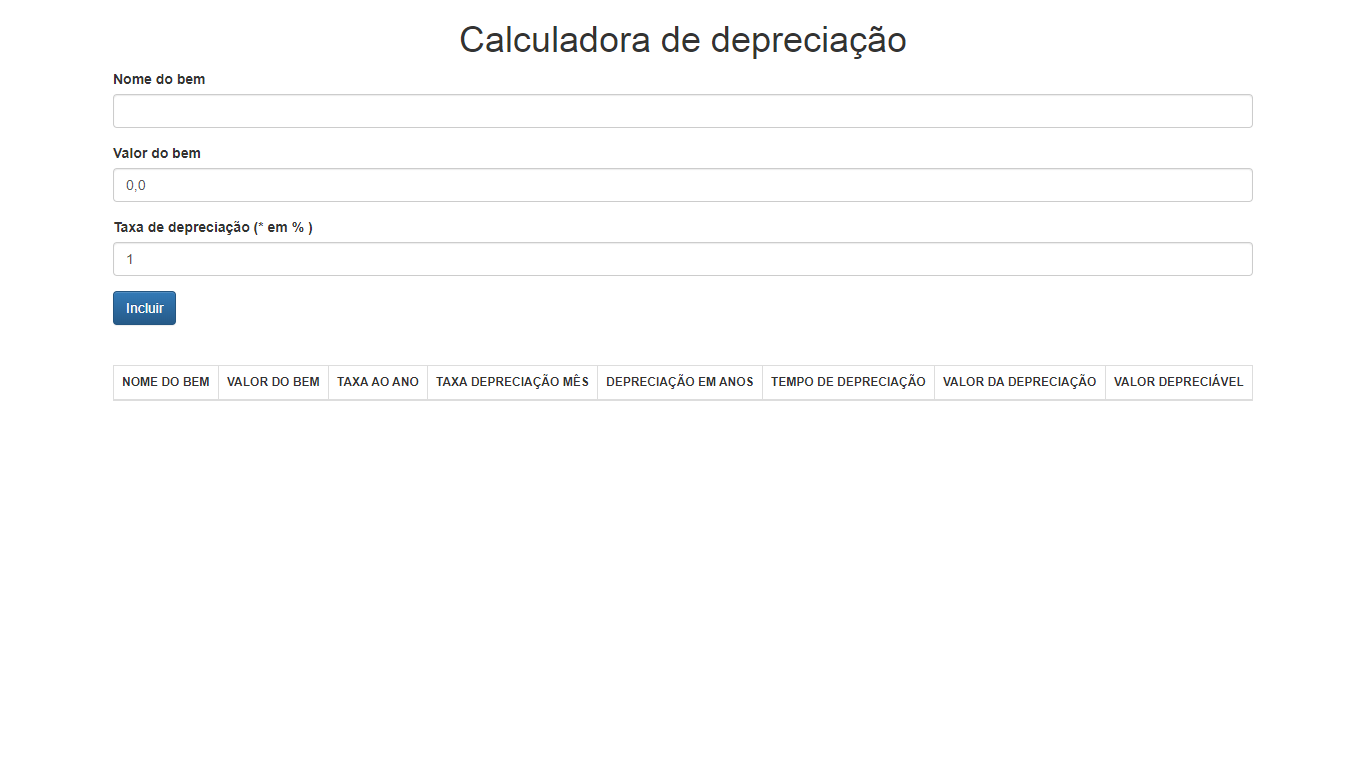 Calculadora de depreciação
Nome do bem
Valor do bem
0,0
Taxa de depreciação (* em % )
1
Incluir
NOME DO BEM VALOR DO BEM TAXA AO ANO TAXA DEPRECIAÇÃO MÊS DEPRECIAÇÃO EM ANOS TEMPO DE DEPRECIAÇÃO VALOR DA DEPRECIAÇÃO VALOR DEPRECIÁVEL